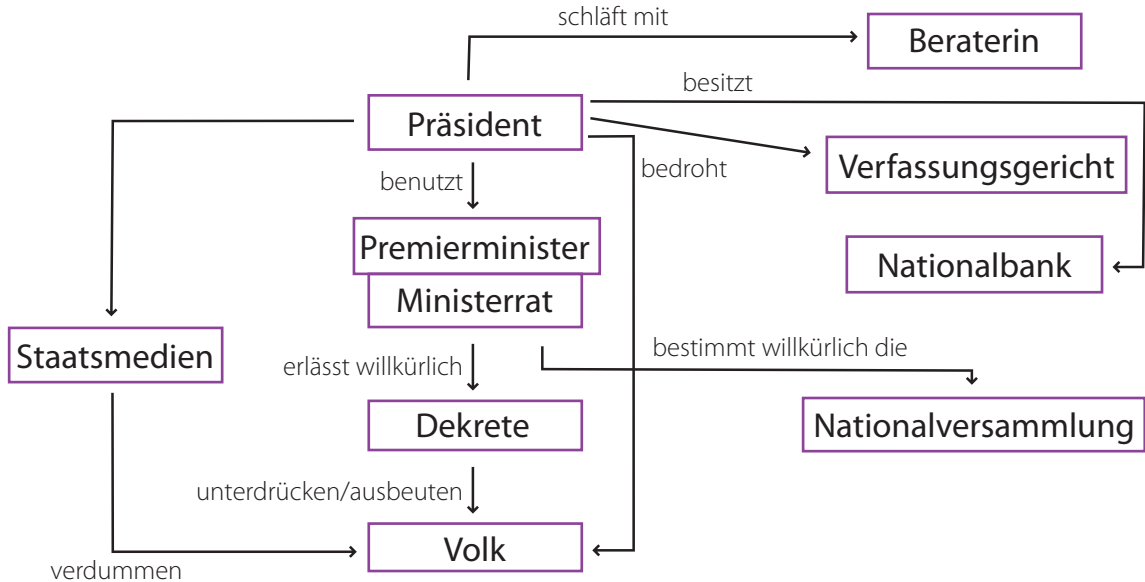 schläft mit
Beraterin
besitzt
Präsident
bedroht
Verfassungsgericht
benutzt
Premierminister
Nationalbank
Ministerrat
Staatsmedien
erlässt willkürlich
bestimmt willkürlich die
Dekrete
Nationalversammlung
unterdrücken/ausbeuten
Volk
verdummen